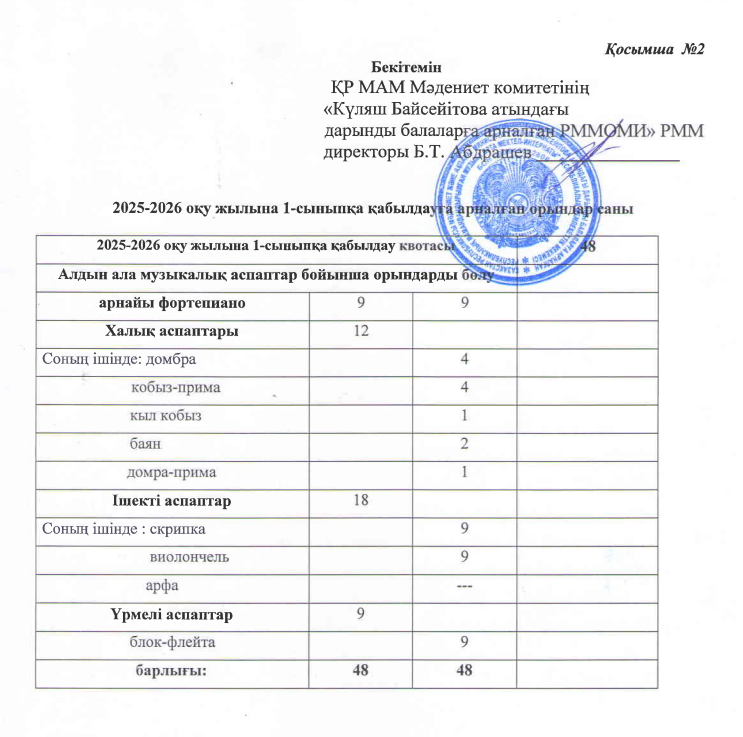 Қосымша №2
Бекітемін
ҚР МАМ Мәдениет комитетінің
«Күляш Байсейітова атындағы
дарынды балаларға арналған РММОМИ» РММ
директоры Б.Т. Абдрашев
2025-2026 оқу жылына 1-сыныпқа қабылдауға арналған орындар саны
2025-2026 оқу жылына 1-сыныпқа қабылдау квотасы 48
Алдын ала музыкалық аспаптар бойынша орындарды бөлу
арнайы фортепиано 9 9
Халық аспаптары 12
Соның ішінде: домбра 4
кобыз-прима 4
кыл кобыз 1
баян 2
домра-прима 1
Ішекті аспаптар 18
Соның ішінде : скрипка 9
виолончель 9
арфа ---
Үрмелі аспаптар 9
блок-флейта 9
барлығы: 48 48